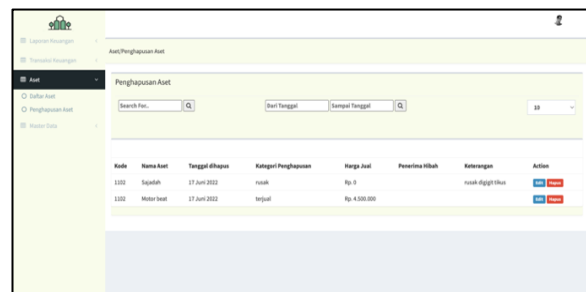 Laporan Keuangan
Aset/Penghapusan Aset
Transaksi Keuangan
Aset
Penghapusan Aset
Daftar Aset
Penghapusan Aset
Search For..
Dari Tanggal
Sampai Tanggal
10
Master Data
Kode Nama Aset Tanggal dihapus Kategori Penghapusan Harga Jual Penerima Hibah Keterangan Action
1102 Sajadah 17 Juni 2022 rusak Rp. 0 rusak digigit tikus Edit Hapus
1102 Motor beat 17 Juni 2022 terjual Rp. 4.500.000 Edit Hapus